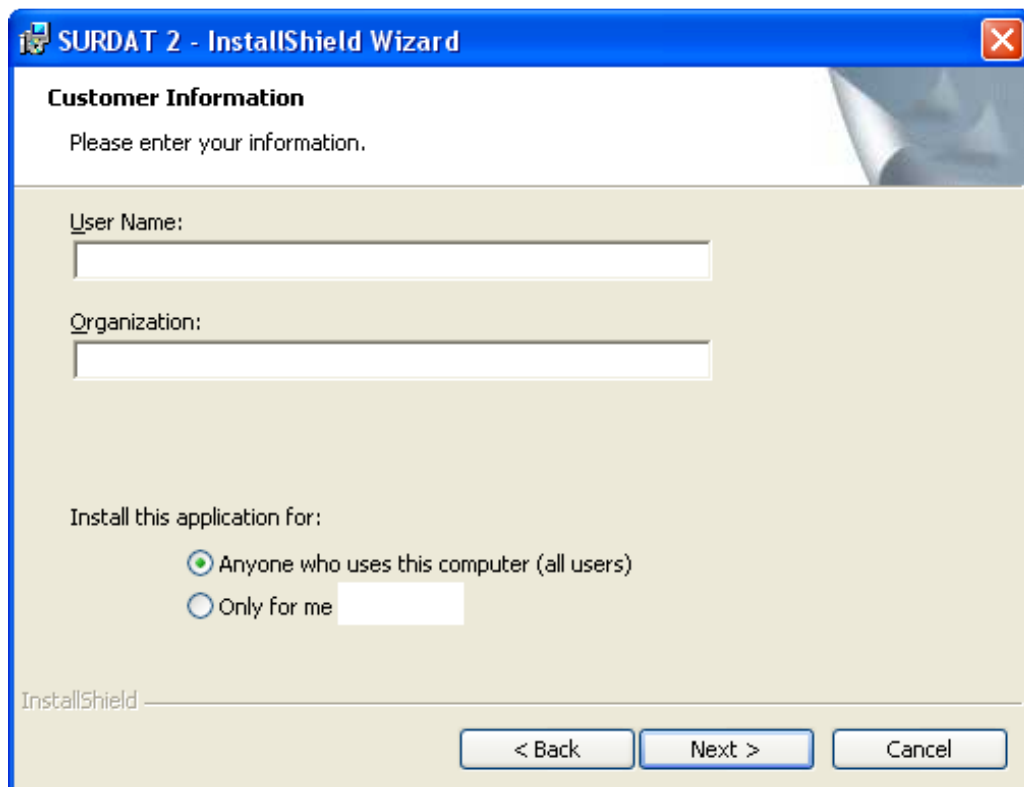 SURDAT 2 - InstallShield Wizard
Customer Information
Please enter your information.
User Name:
Organization:
Install this application for:
Anyone who uses this computer (all users)
Only for me
InstallShield
< Back Next > Cancel